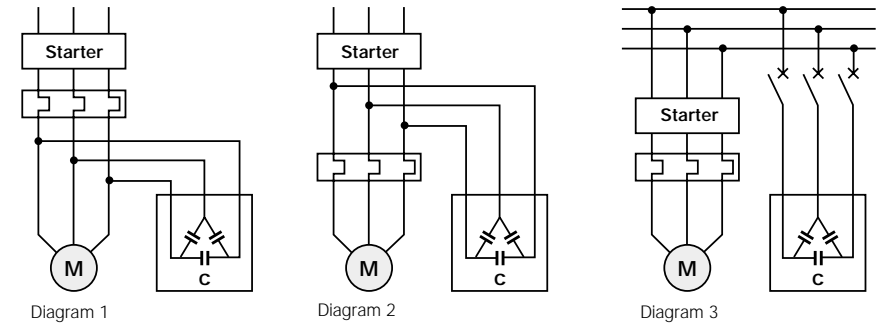 Starter
M
C
Diagram 1
Starter
M
C
Diagram 2
Starter
M
C
Diagram 3